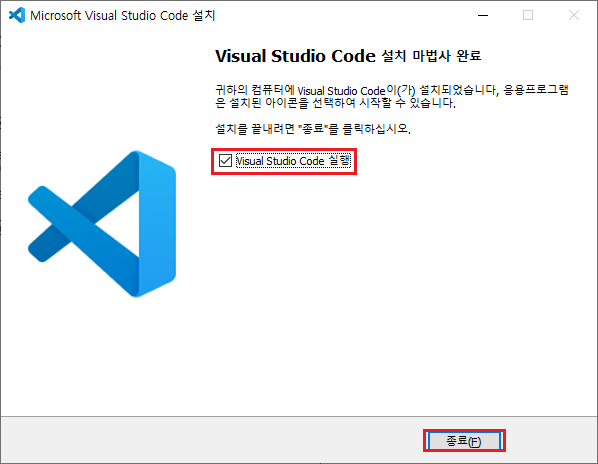 Microsoft Visual Studio Code 설치
Visual Studio Code 설치 마법사 완료
귀하의 컴퓨터에 Visual Studio Code이(가) 설치되었습니다, 응용프로그램
은 설치된 아이콘을 선택하여 시작할 수 있습니다.
설치를 끝내려면 "종료"를 클릭하십시오.
Visual Studio Code 실행
종료(F)